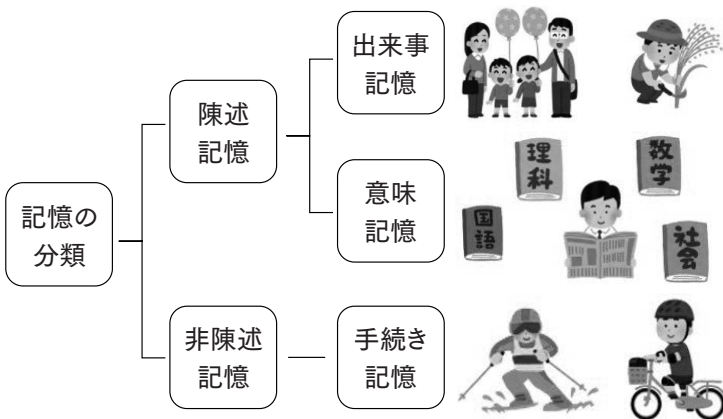 記憶の
分類
陳述
記憶
非陳述
記憶
出来事
記憶
意味
記憶
手続き
記憶
理
科
数
学
国
語
社
会